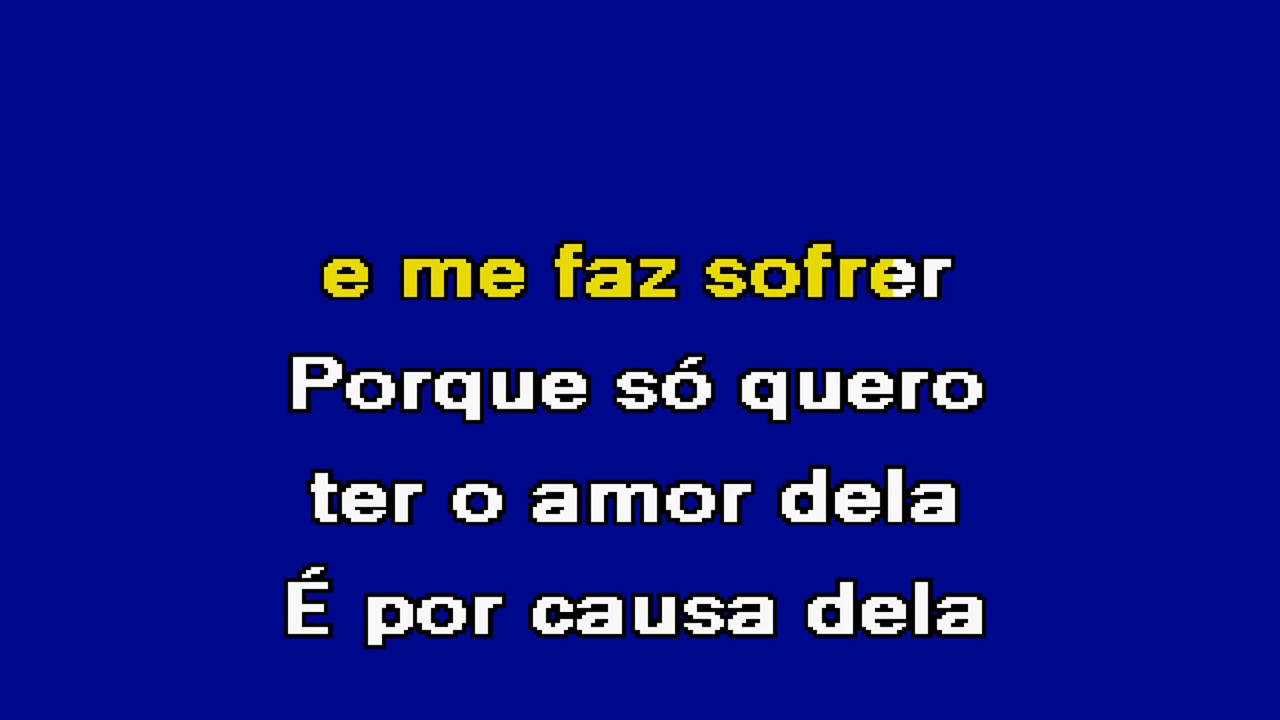 e me faz sofrer
Porque só quero
ter o amor dela
É por causa dela